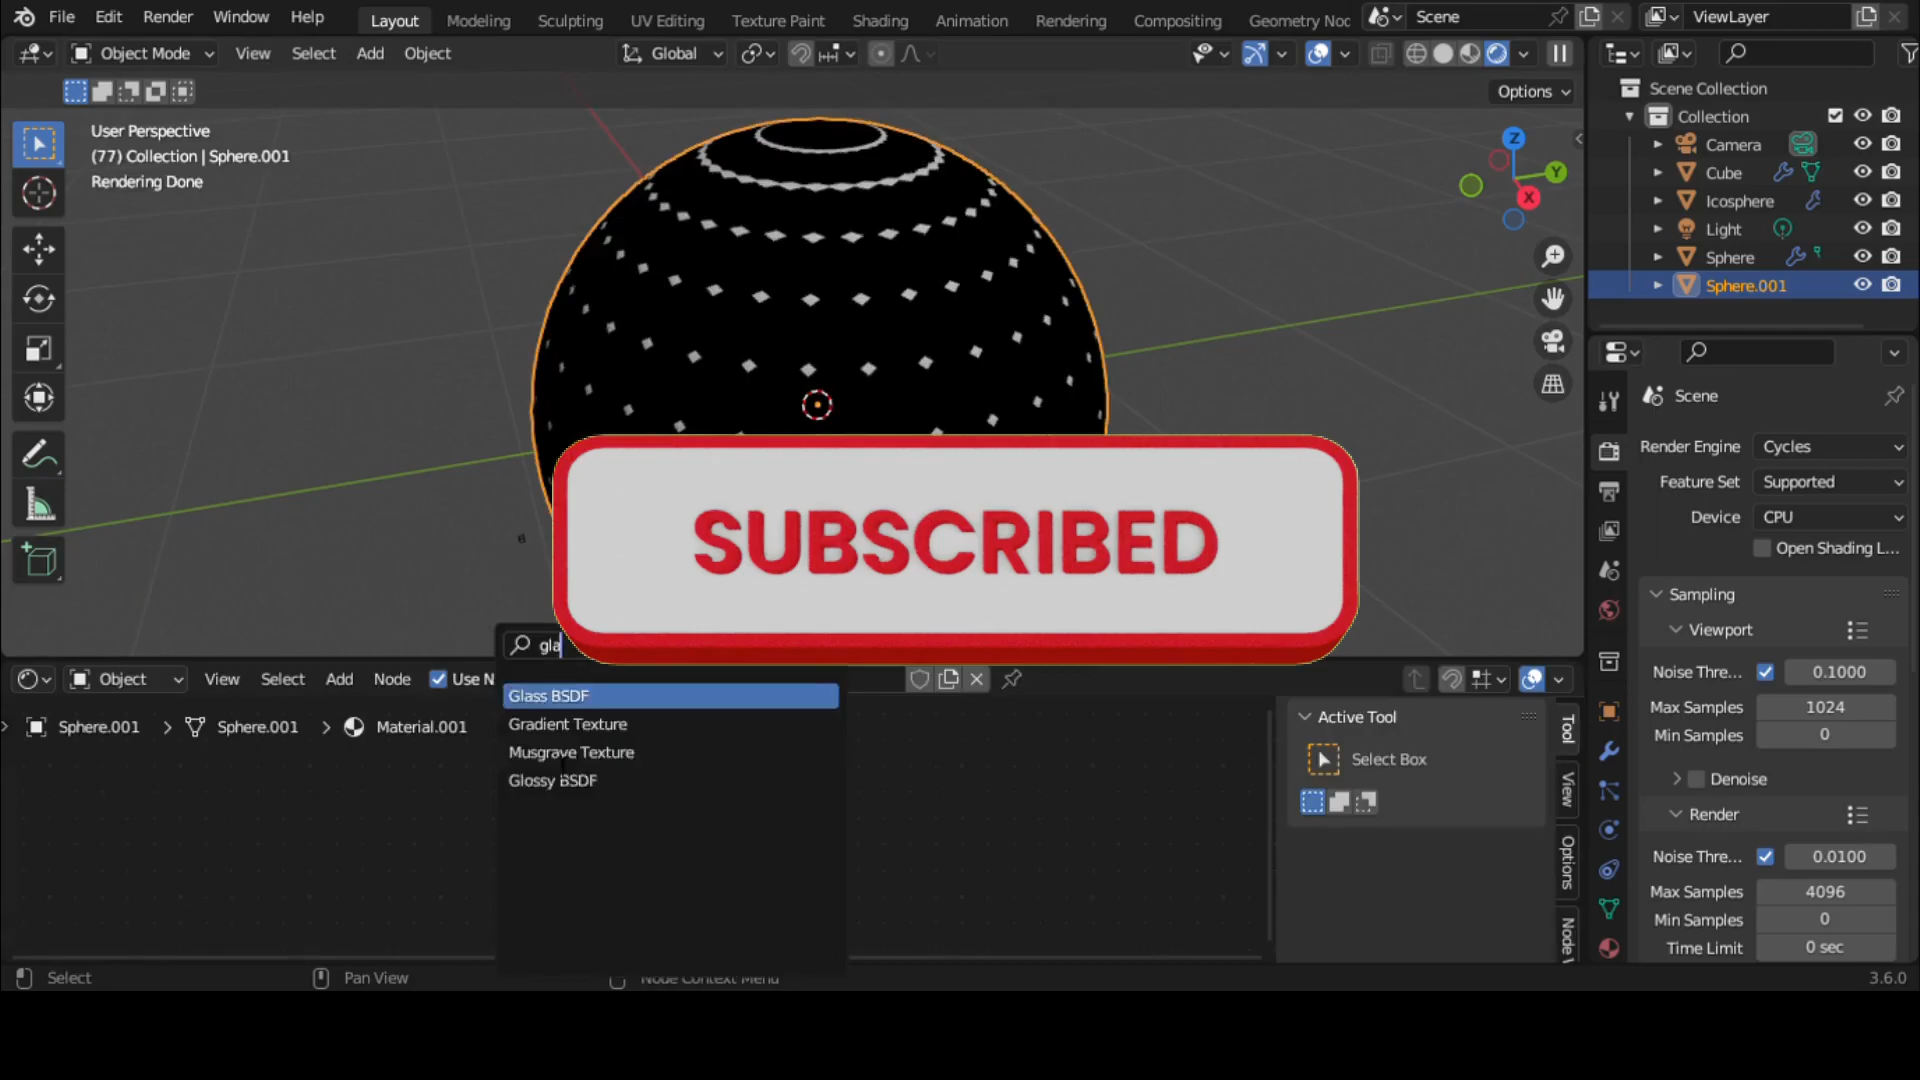 File Edit Render Window Help Layout Modeling Sculpting UV Editing Texture Paint Shading Animation Rendering Compositing Geometry Noc Scene ViewLayer
Object Mode View Select Add Object Global
Options
User Perspective
(77) Collection | Sphere.001
Rendering Done
Z
Y
X
Scene Collection
Collection
Camera
Cube
Icosphere
Light
Sphere
Sphere.001
Scene
Render Engine Cycles
Feature Set Supported
Device CPU
Open Shading L...
Sampling
Viewport
Noise Thre... 0.1000
Max Samples 1024
Min Samples 0
Denoise
Render
Noise Thre... 0.0100
Max Samples 4096
Min Samples 0
Time Limit 0 sec
SUBSCRIBED
gla
Object View Select Add Node Use N
Glass BSDF
Gradient Texture
Musgrave Texture
Glossy BSDF
Sphere.001 Sphere.001 Material.001
Active Tool
Select Box
Tool
View
Options
Node
Select Pan View Node Context Menu 3.6.0